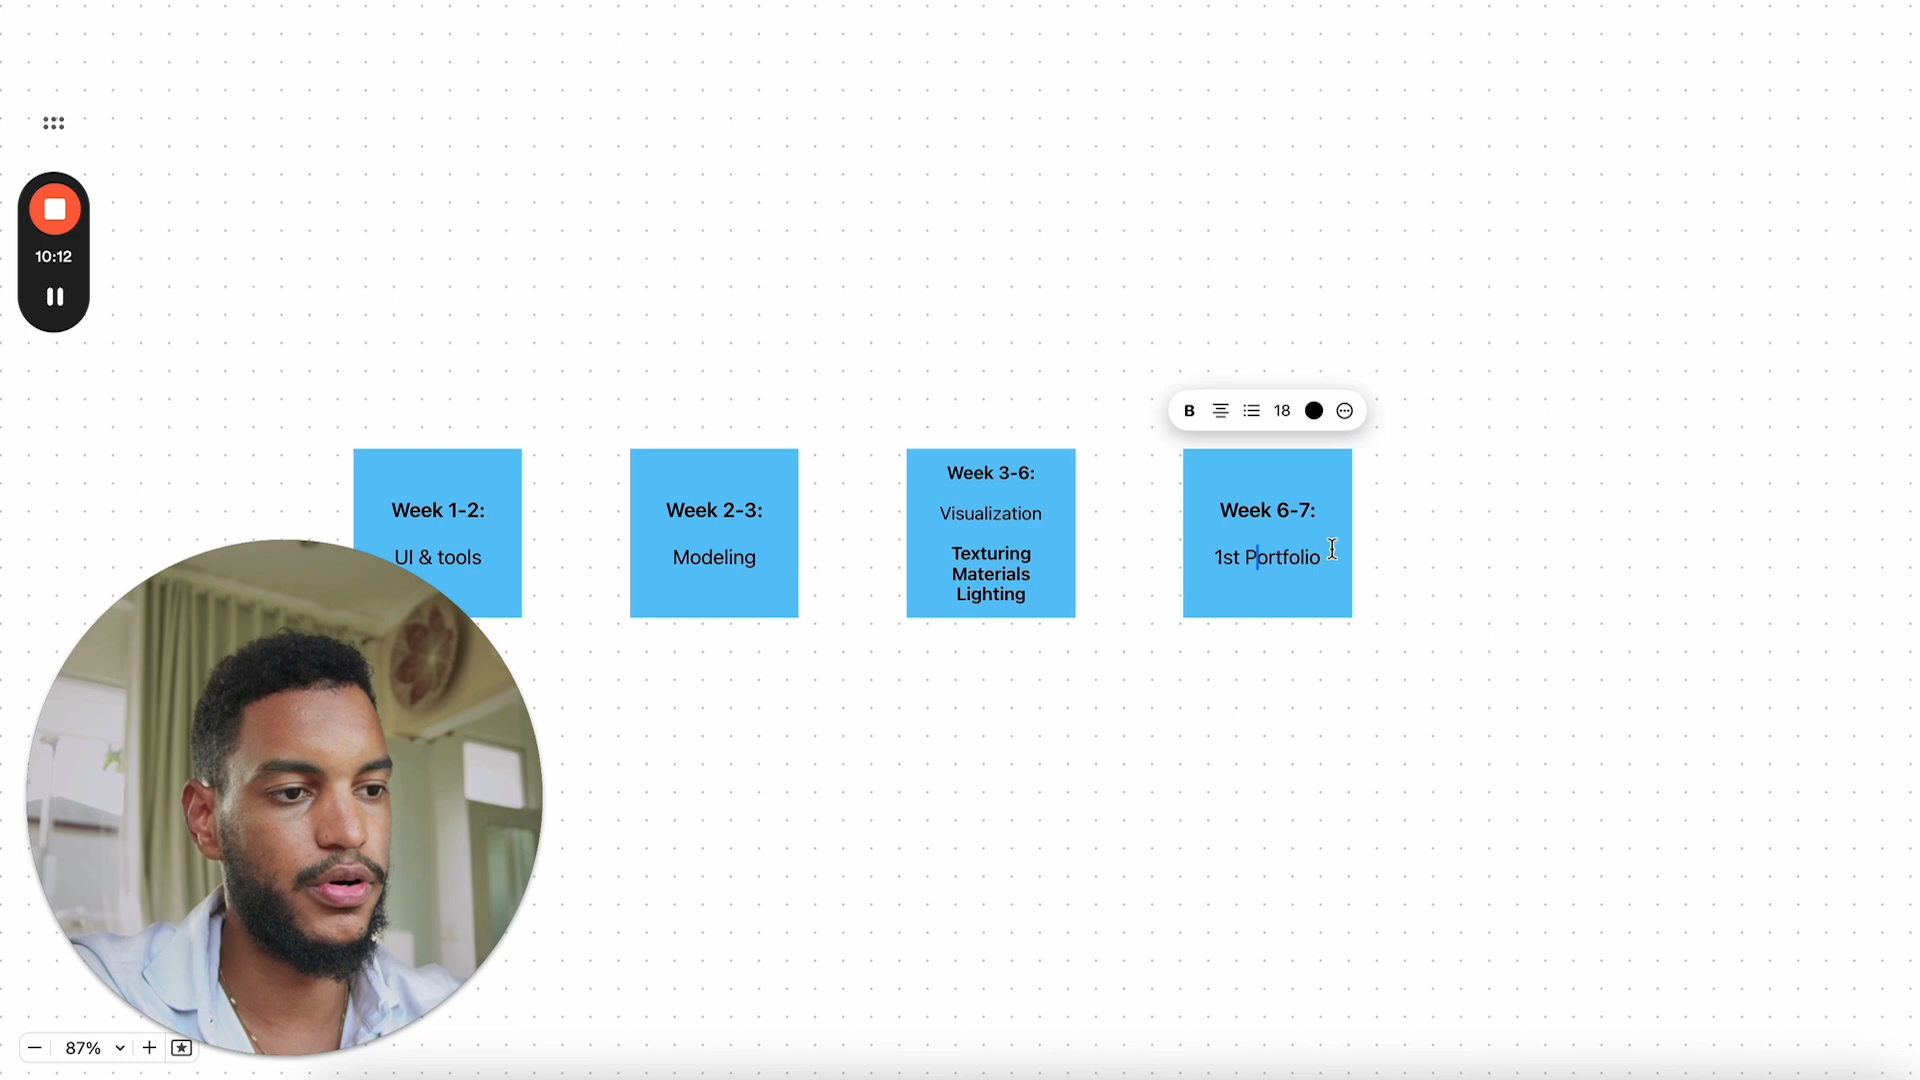 10:12
B
18
Week 1-2:
UI & tools
Week 2-3:
Modeling
Week 3-6:
Visualization
Texturing
Materials
Lighting
Week 6-7:
1st Portfolio
87%